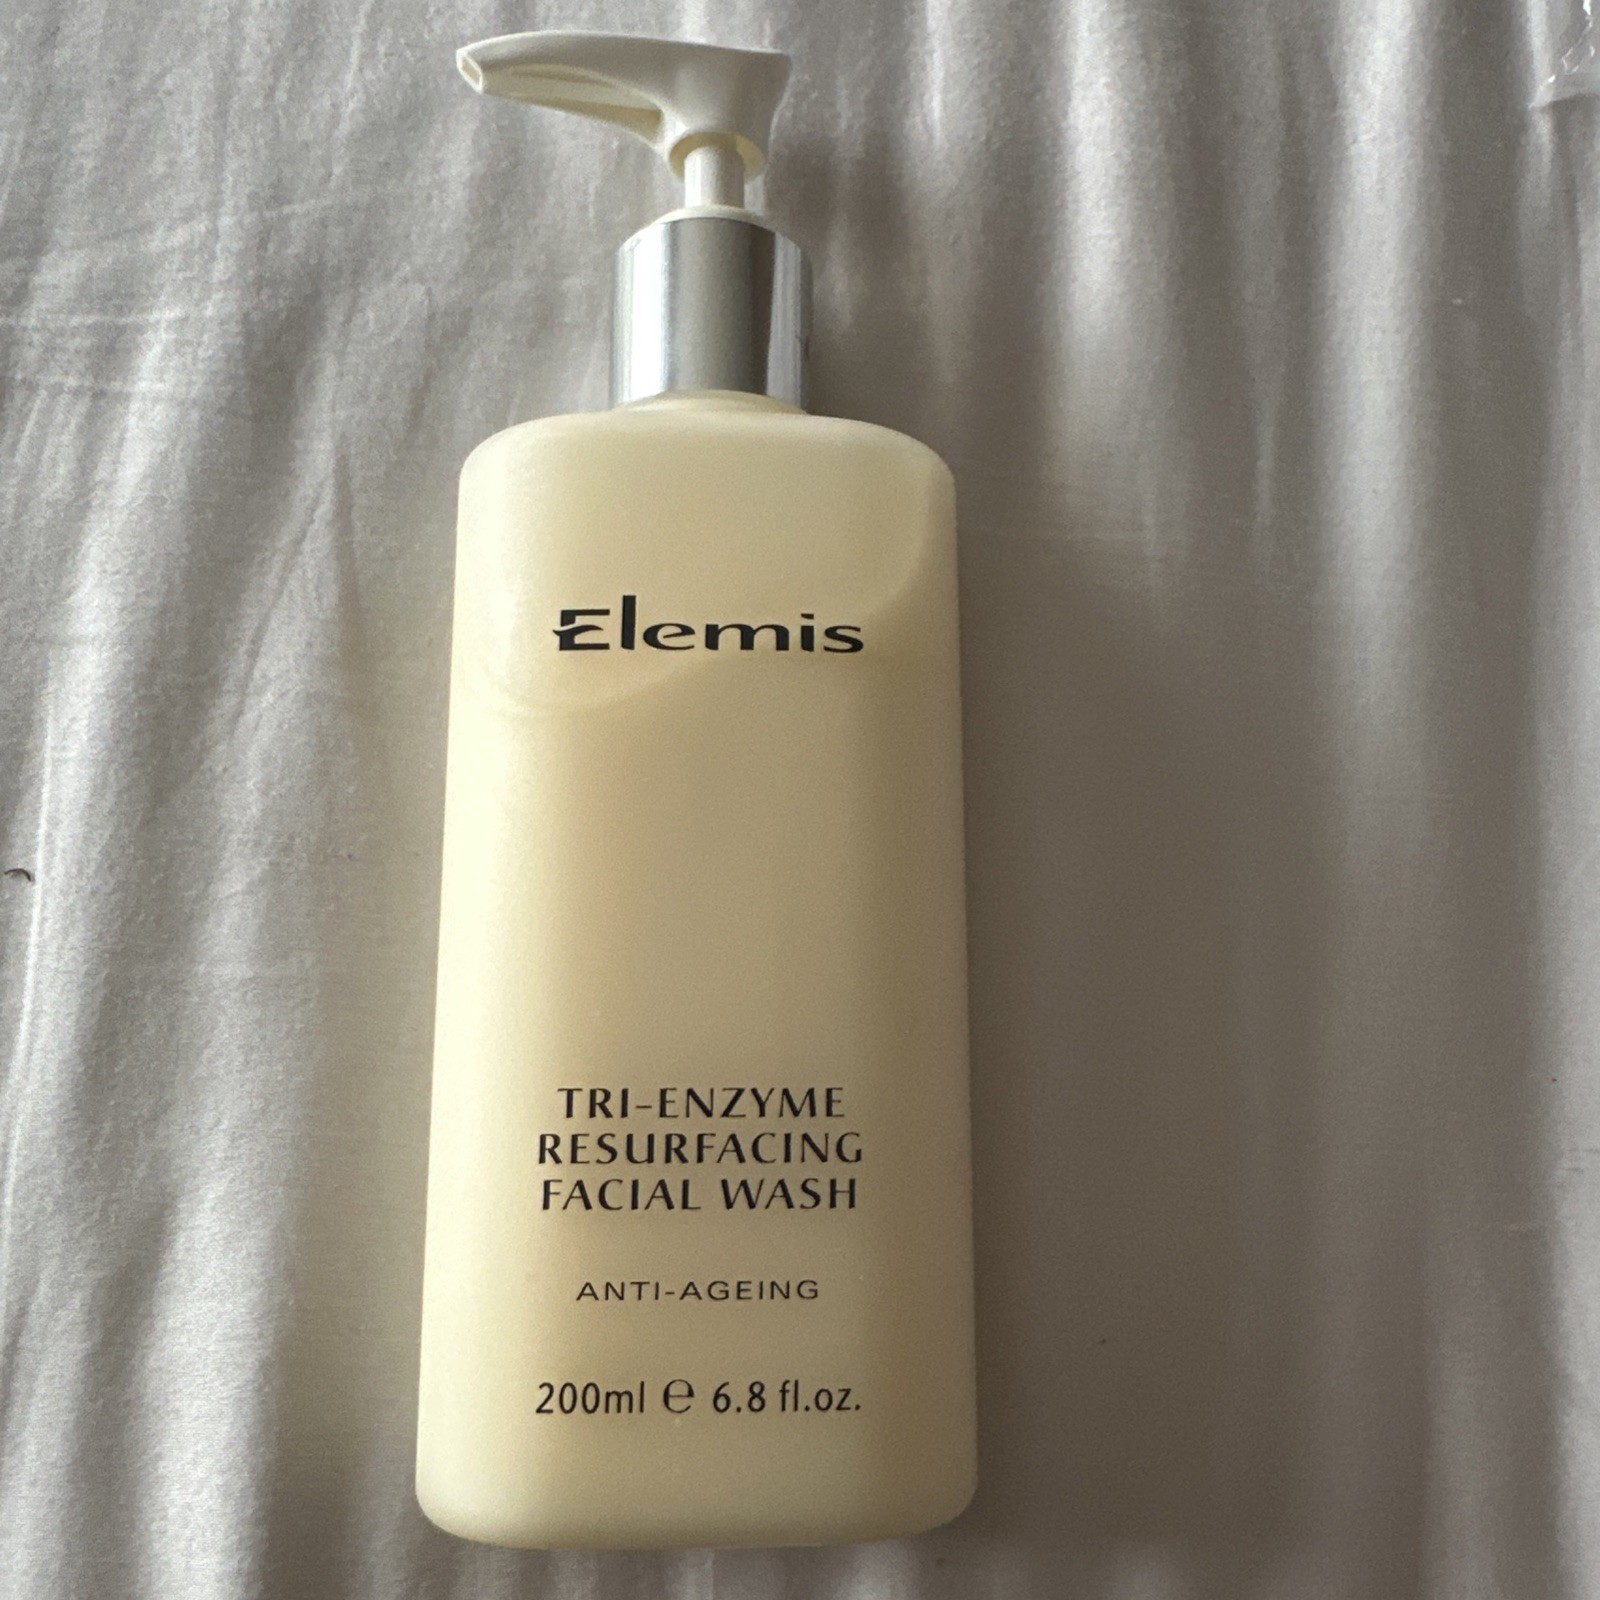 Elemis
TRI-ENZYME
RESURFACING
FACIAL WASH
ANTI-AGEING
200ml ℮ 6.8 fl.oz.